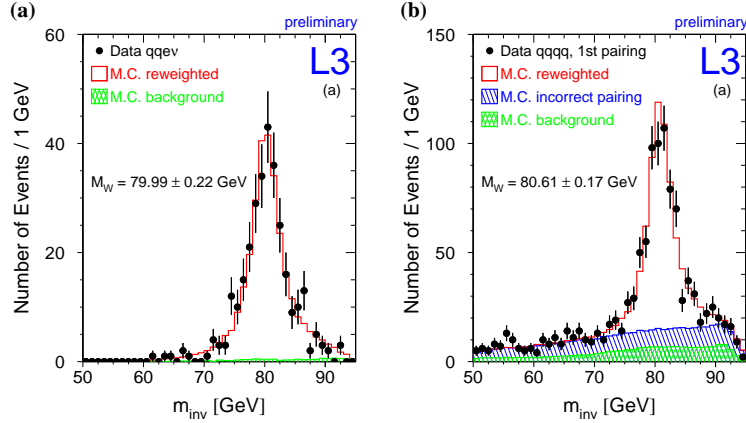 (a)
preliminary
Number of Events / 1 GeV
60
40
20
0
Data qqeν
M.C. reweighted
M.C. background
L3
(a)
M_W = 79.99 ± 0.22 GeV
50 60 70 80 90
m_inv [GeV]
(b)
preliminary
Number of Events / 1 GeV
150
100
50
0
Data qqqq, 1st pairing
M.C. reweighted
M.C. incorrect pairing
M.C. background
L3
(a)
M_W = 80.61 ± 0.17 GeV
50 60 70 80 90
m_inv [GeV]